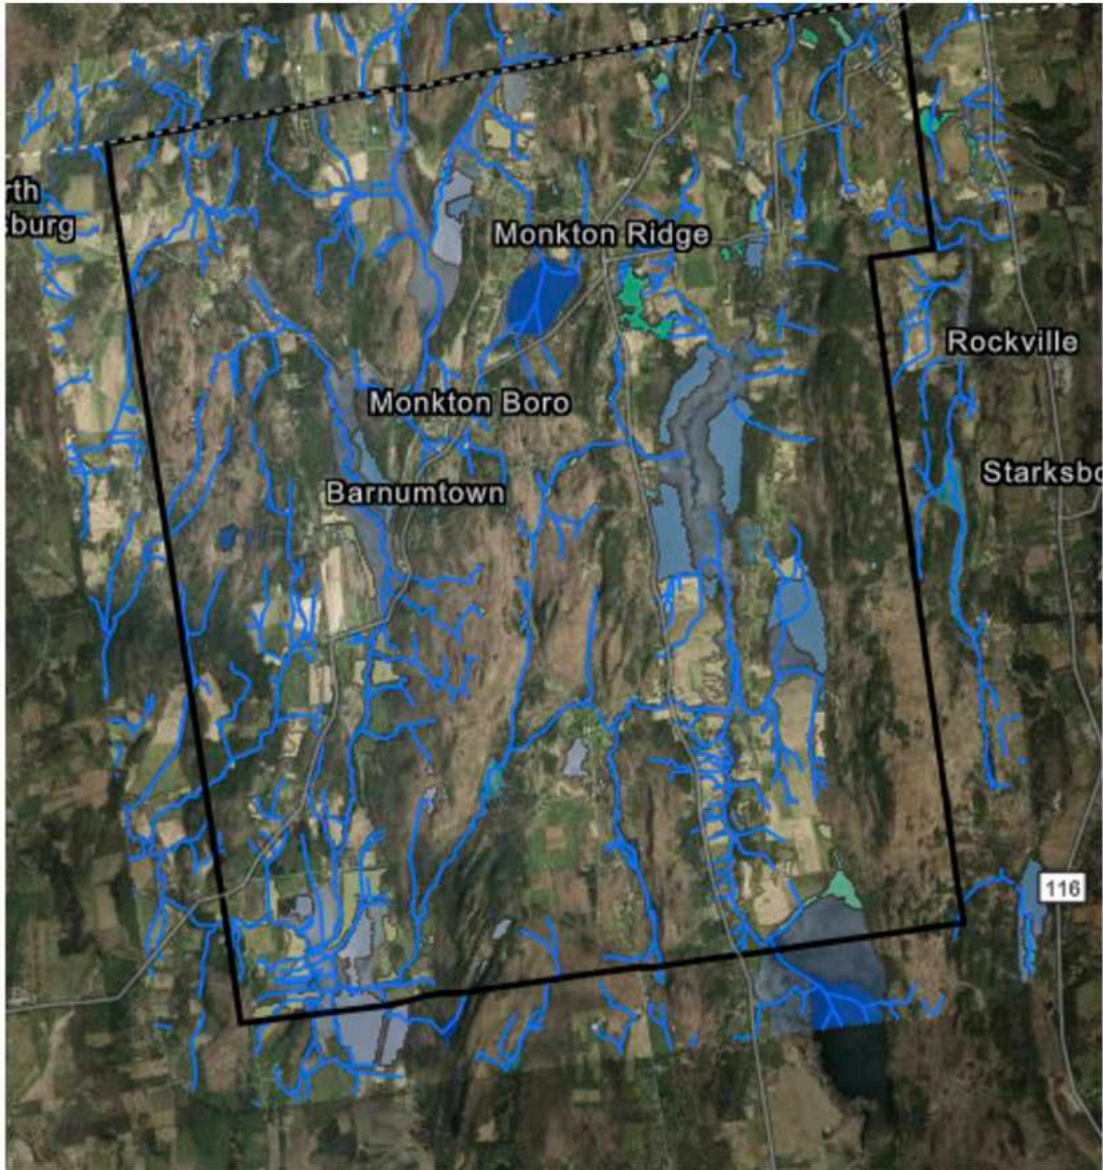 rth
sburg
Monkton Ridge
Rockville
Monkton Boro
Starksbo
Barnumtown
116